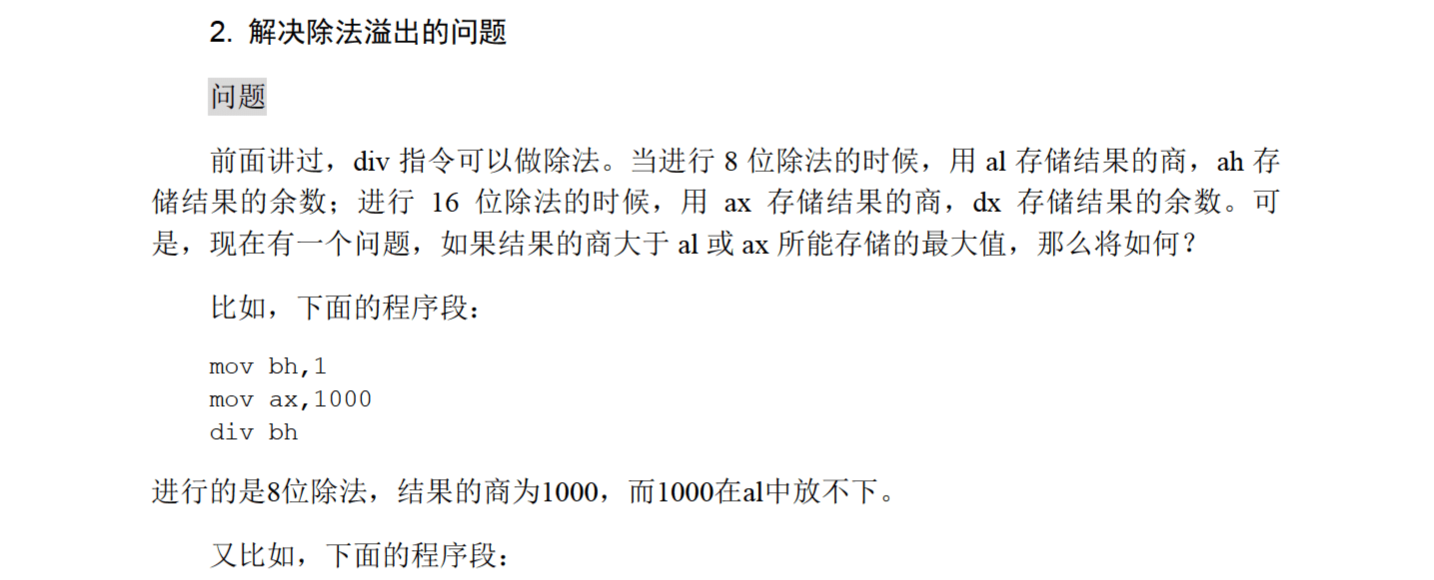 2. 解决除法溢出的问题
问题
前面讲过，div 指令可以做除法。当进行 8 位除法的时候，用 al 存储结果的商，ah 存
储结果的余数；进行 16 位除法的时候，用 ax 存储结果的商，dx 存储结果的余数。可
是，现在有一个问题，如果结果的商大于 al 或 ax 所能存储的最大值，那么将如何？
比如，下面的程序段：
mov bh,1
mov ax,1000
div bh
进行的是8位除法，结果的商为1000，而1000在al中放不下。
又比如，下面的程序段：